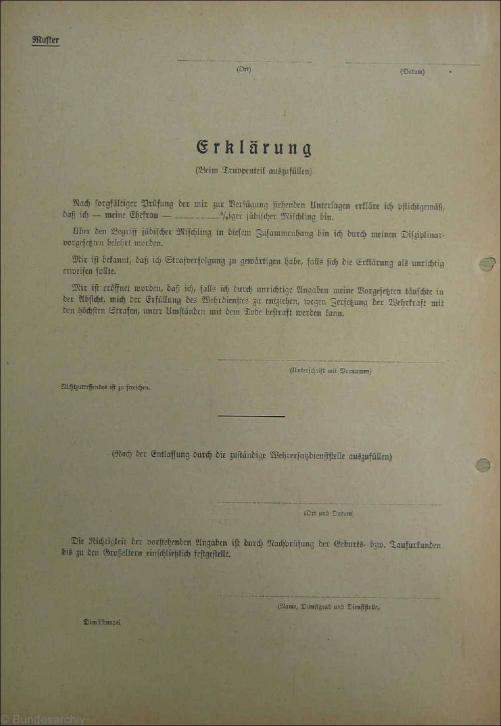 Muster
(Ort)
(Datum)
Erklärung
(Beim Truppenteil auszufüllen)
Nach sorgfältiger Prüfung der mir zur Verfügung stehenden Unterlagen erkläre ich pflichtgemäß,
daß ich — meine Ehefrau — %iger jüdischer Mischling bin.
Über den Begriff jüdischer Mischling in diesem Zusammenhang bin ich durch meinen Disziplinar-
vorgesetzten belehrt worden.
Mir ist bekannt, daß ich Strafverfolgung zu gewärtigen habe, falls sich die Erklärung als unrichtig
erweisen sollte.
Mir ist eröffnet worden, daß ich, falls ich durch unrichtige Angaben meine Vorgesetzten täuschte in
der Absicht, mich der Erfüllung des Wehrdienstes zu entziehen, wegen Zersetzung der Wehrkraft mit
den höchsten Strafen, unter Umständen mit dem Tode bestraft werden kann.
(Unterschrift mit Vornamen)
Nichtzutreffendes ist zu streichen.
(Nach der Entlassung durch die zuständige Wehrersatzdienststelle auszufüllen)
(Ort und Datum)
Die Richtigkeit der vorstehenden Angaben ist durch Nachprüfung der Geburts- bzw. Taufurkunden
bis zu den Großeltern einschließlich festgestellt.
(Name, Dienstgrad und Dienststelle,
Dienststempel
© Bundesarchiv